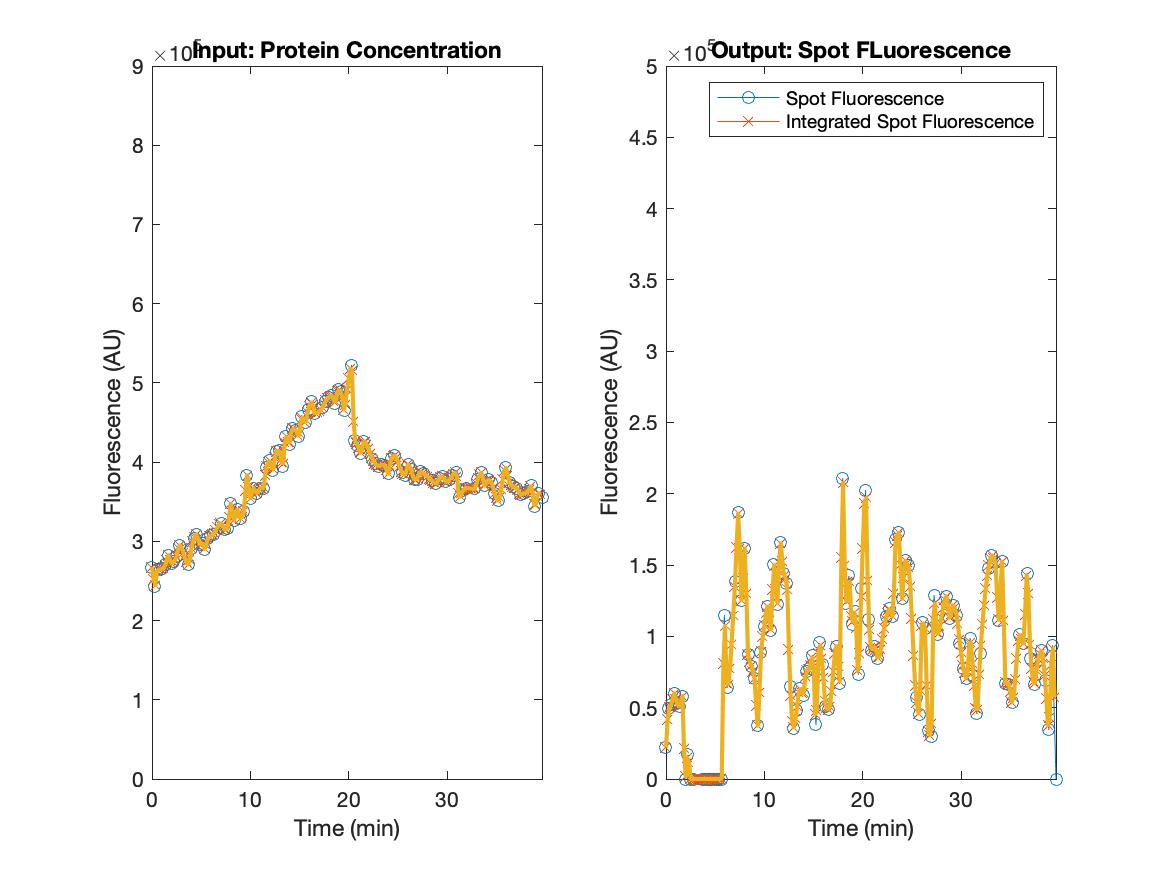 ×10⁵
Input: Protein Concentration
9
8
7
6
5
4
3
2
1
0
Fluorescence (AU)
0 10 20 30
Time (min)
×10⁵
Output: Spot FLuorescence
Spot Fluorescence
Integrated Spot Fluorescence
5
4.5
4
3.5
3
2.5
2
1.5
1
0.5
0
Fluorescence (AU)
0 10 20 30
Time (min)